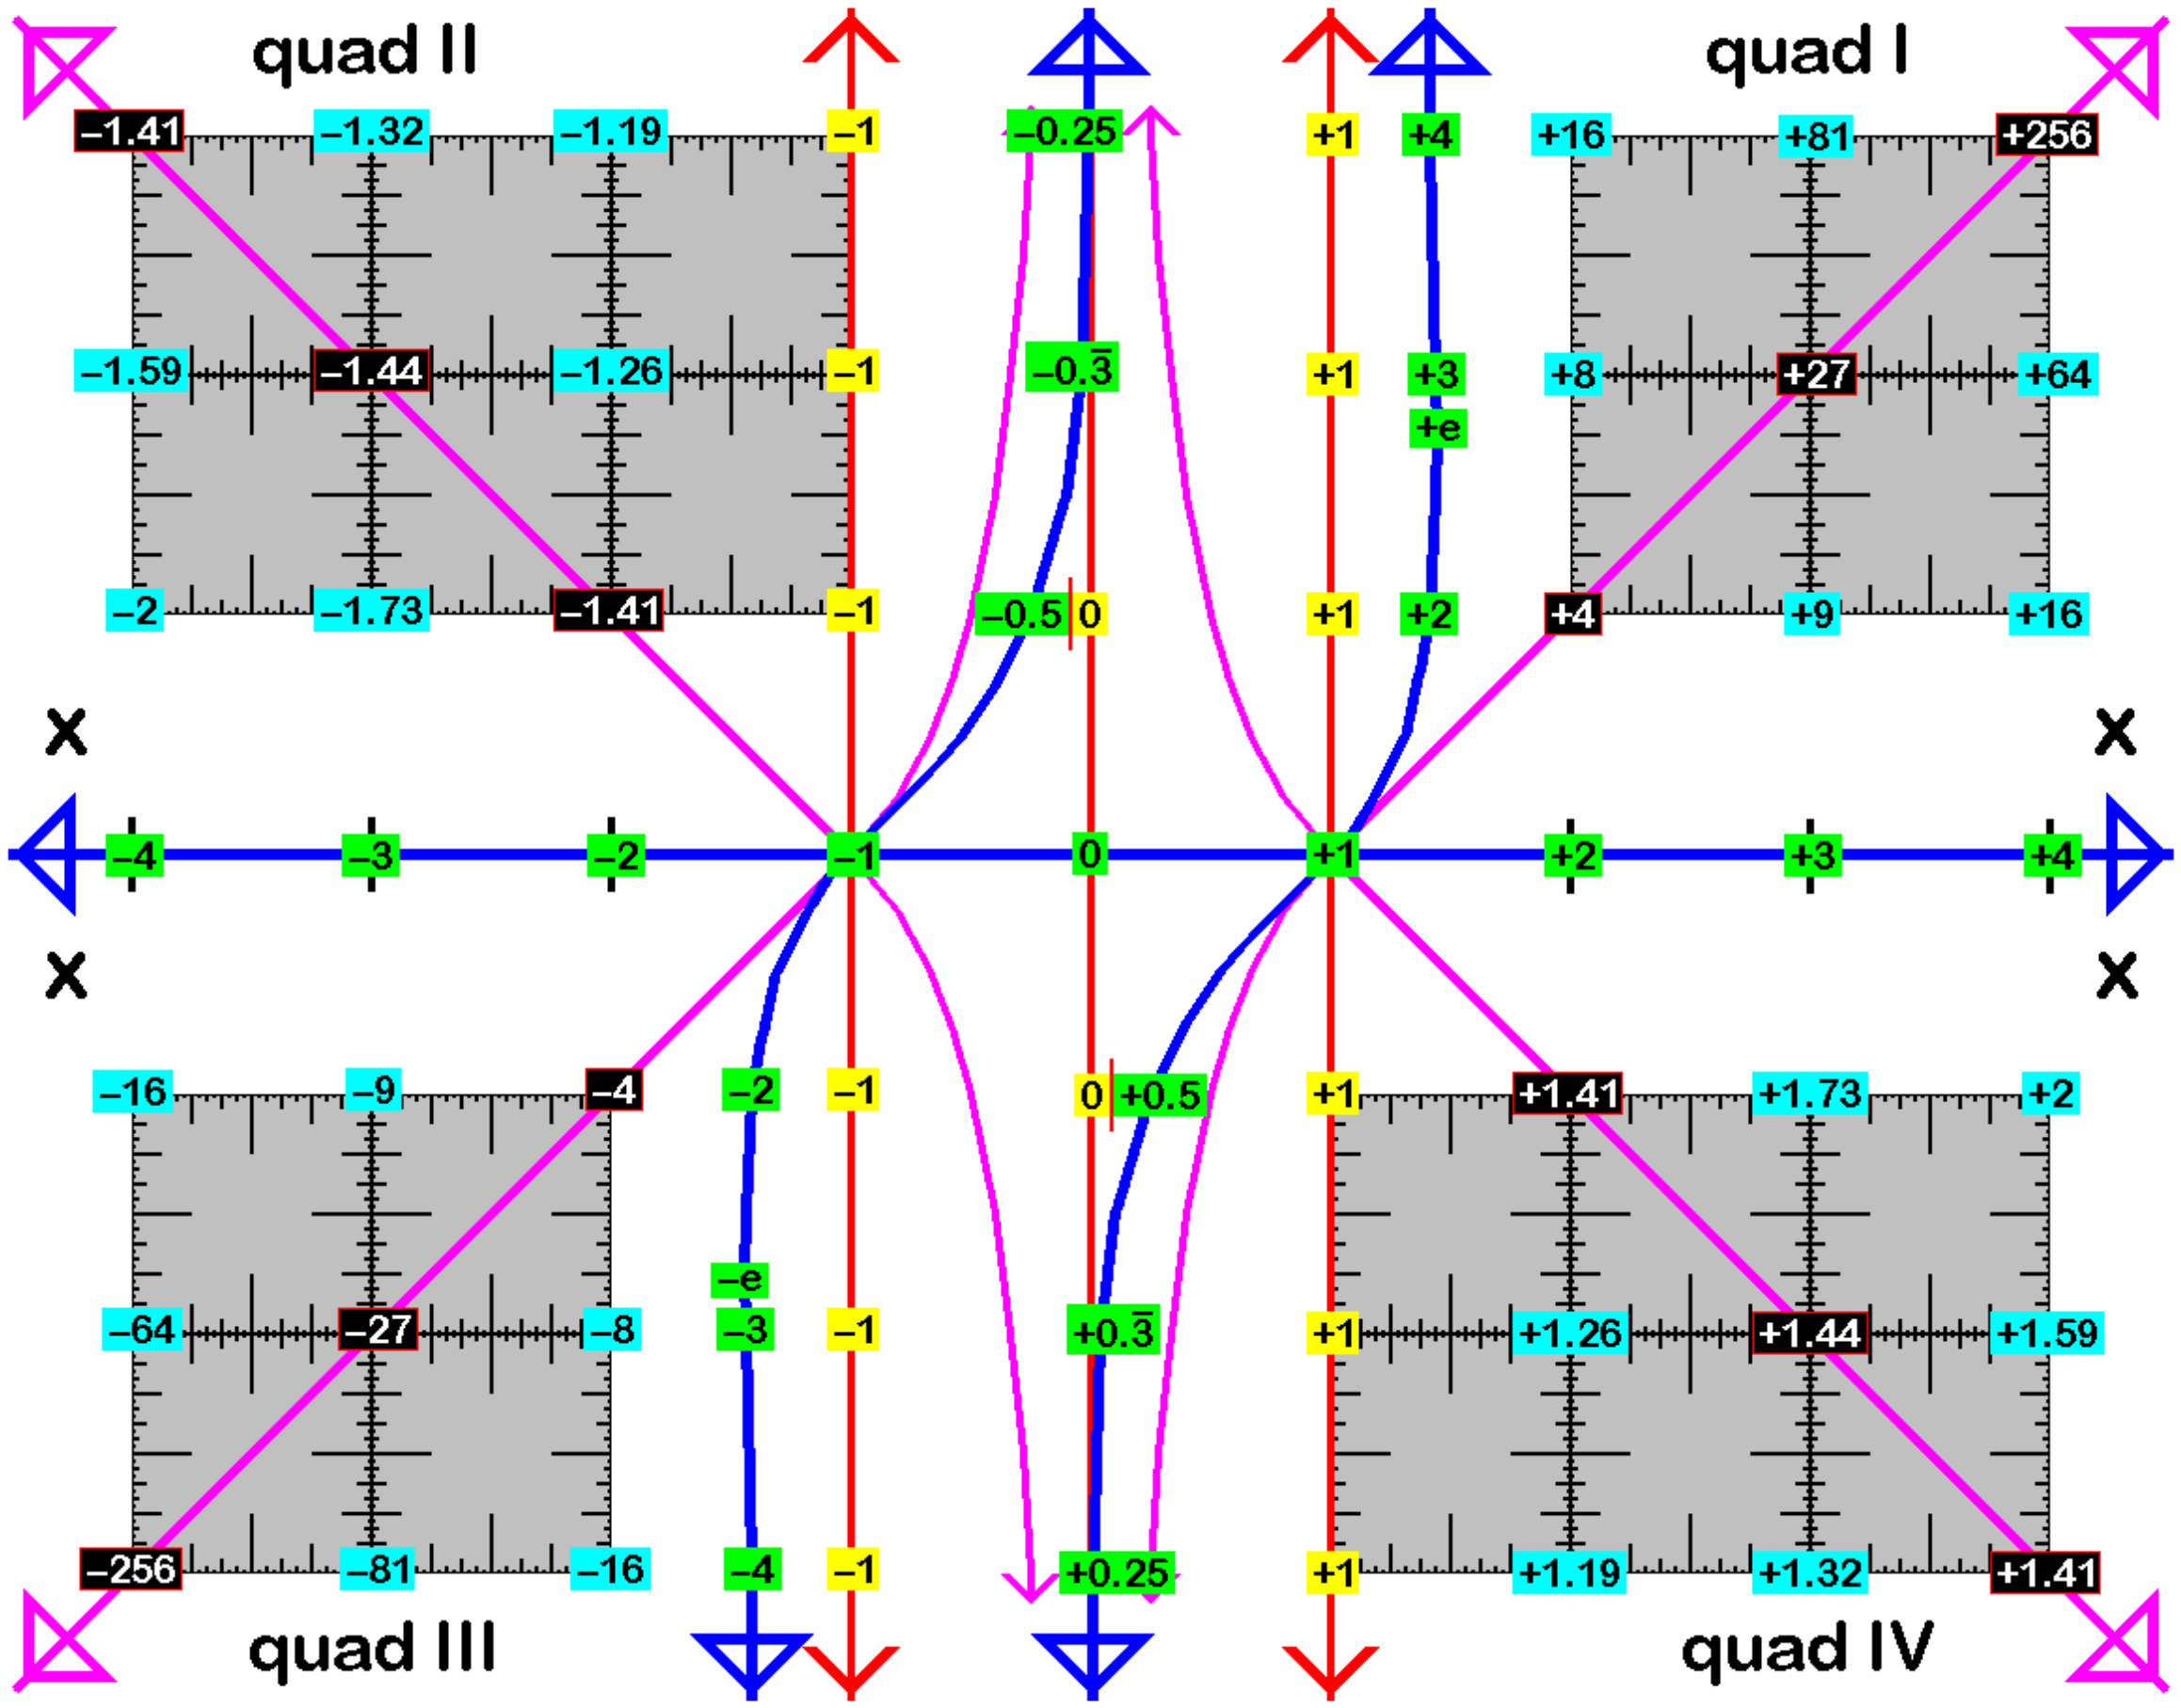 quad II quad I
−1.41 −1.32 −1.19 −1 −0.25 +1 +4 +16 +81 +256
−1.59 −1.44 −1.26 −1 −0.3̅ +1 +3 +8 +27 +64
+e
−2 −1.73 −1.41 −1 −0.5 0 +1 +2 +4 +9 +16
x x
−4 −3 −2 −1 0 +1 +2 +3 +4
x x
−16 −9 −4 −2 −1 0 +0.5 +1 +1.41 +1.73 +2
−e
−64 −27 −8 −3 −1 +0.3̅ +1 +1.26 +1.44 +1.59
−256 −81 −16 −4 −1 +0.25 +1 +1.19 +1.32 +1.41
quad III quad IV